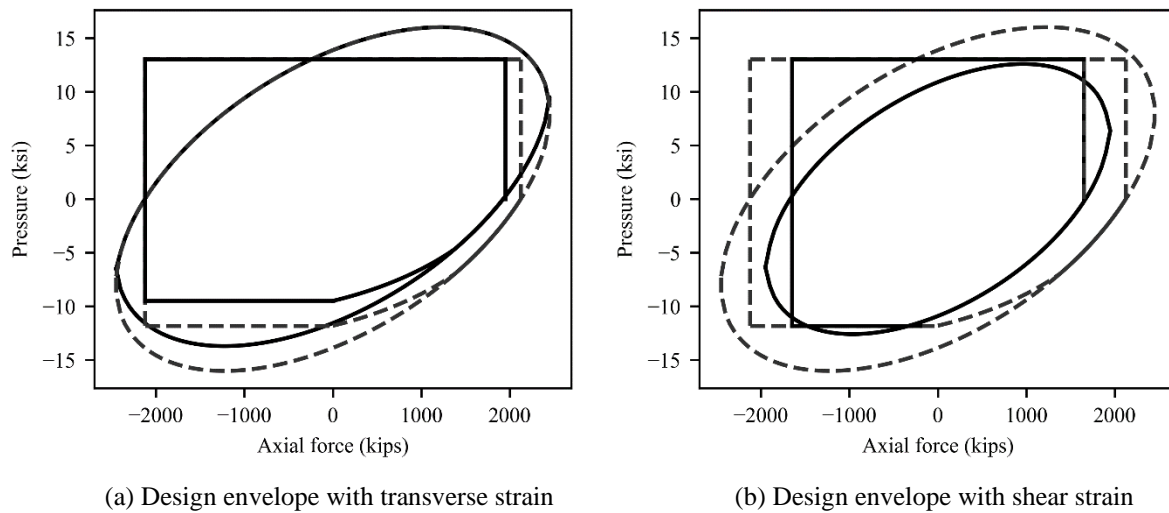 15
10
5
0
−5
−10
−15
Pressure (ksi)
−2000 −1000 0 1000 2000
Axial force (kips)
(a) Design envelope with transverse strain
15
10
5
0
−5
−10
−15
Pressure (ksi)
−2000 −1000 0 1000 2000
Axial force (kips)
(b) Design envelope with shear strain